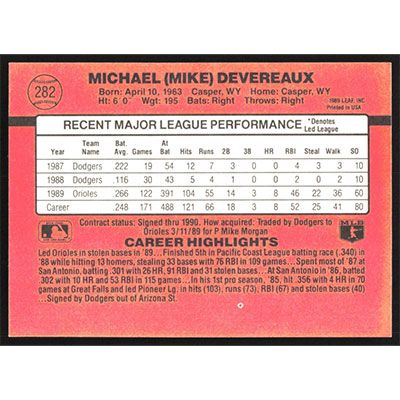 282
MICHAEL (MIKE) DEVEREAUX
Born: April 10, 1963 Casper, WY Home: Casper, WY
Ht: 6' 0" Wgt: 195 Bats: Right Throws: Right
1989 LEAF, INC.
Printed in USA
RECENT MAJOR LEAGUE PERFORMANCE *Denotes Led League
Year Team Name Bat Avg Games At Bat Hits Runs 2B 3B HR RBI Steal Walk SO
1987 Dodgers .222 19 54 12 7 3 0 0 4 3 3 10
1988 Dodgers .116 30 43 5 4 1 0 0 2 0 2 10
1989 Orioles .266 122 391 104 55 14 3 8 46 22 36 60
Career .248 171 488 121 66 18 3 8 52 25 41 80
Contract status: Signed thru 1990. How acquired: Traded by Dodgers to
Orioles 3/11/89 for P Mike Morgan
MLB
CAREER HIGHLIGHTS
Led Orioles in stolen bases in '89...Finished 5th in Pacific Coast League batting race (.340) in
'88 while hitting 13 homers, stealing 33 bases with 76 RBI in 109 games...Spent most of '87 at
San Antonio, batting .301 with 26 HR, 91 RBI and 31 stolen bases...At San Antonio in '86, batted
.302 with 10 HR and 53 RBI in 115 games...In his 1st pro season, '85, hit .356 with 4 HR in 70
games at Great Falls and led Pioneer Lg. in hits (103), runs (73), RBI (67) and stolen bases (40)
...Signed by Dodgers out of Arizona St.